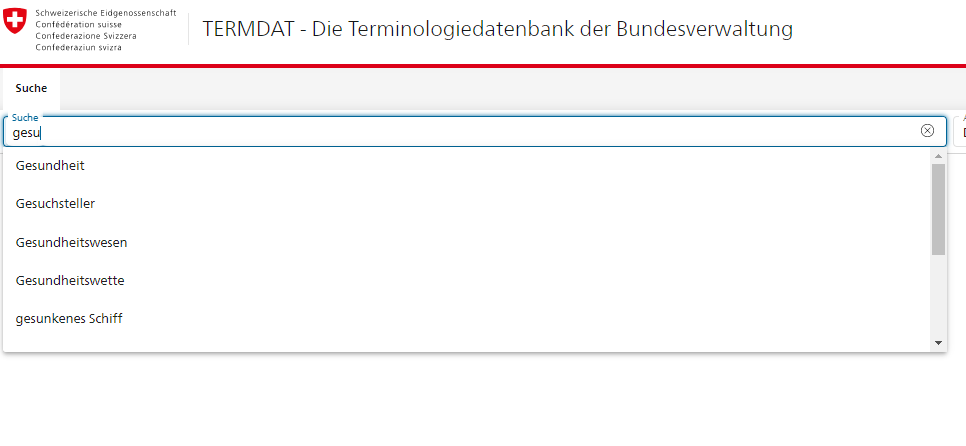 Schweizerische Eidgenossenschaft
Confédération suisse
Confederazione Svizzera
Confederaziun svizra
TERMDAT - Die Terminologiedatenbank der Bundesverwaltung
Suche
Suche
gesu
Gesundheit
Gesuchsteller
Gesundheitswesen
Gesundheitswette
gesunkenes Schiff